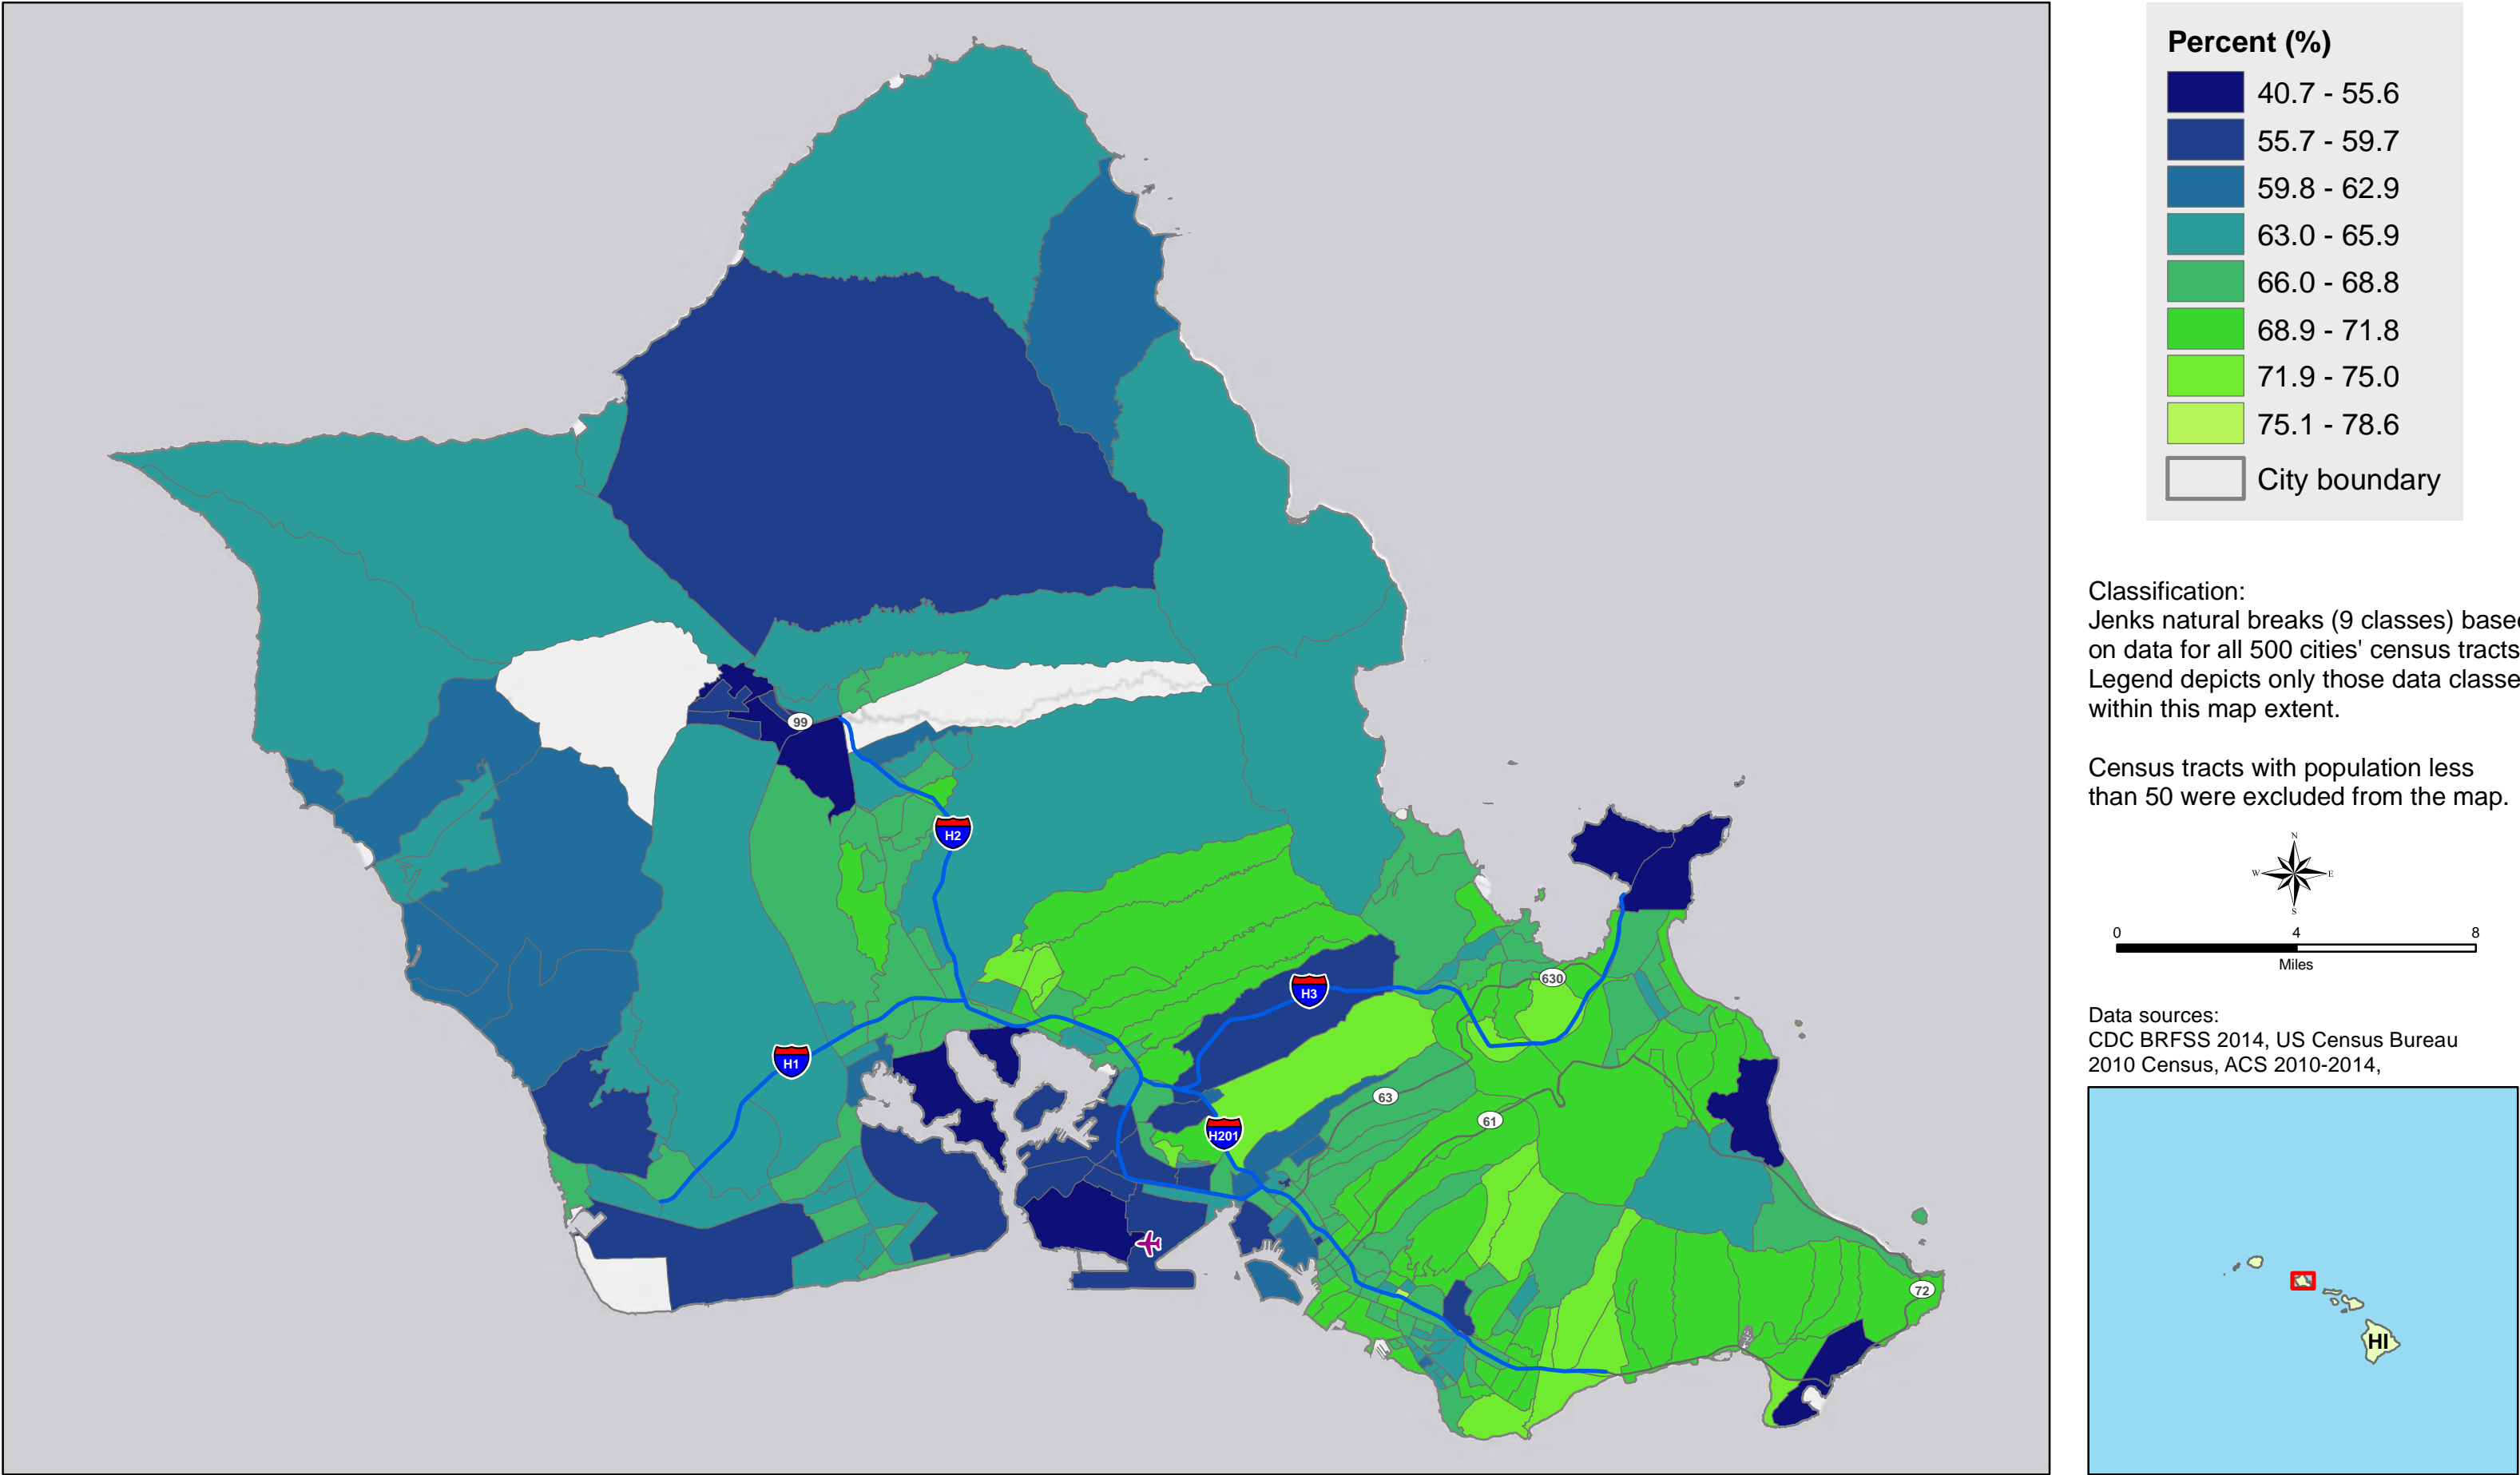 Percent (%)
40.7 - 55.6
55.7 - 59.7
59.8 - 62.9
63.0 - 65.9
66.0 - 68.8
68.9 - 71.8
71.9 - 75.0
75.1 - 78.6
City boundary
Classification:
Jenks natural breaks (9 classes) base
on data for all 500 cities' census tracts
Legend depicts only those data classe
within this map extent.
Census tracts with population less
than 50 were excluded from the map.
N
W E
S
0 4 8
Miles
Data sources:
CDC BRFSS 2014, US Census Bureau
2010 Census, ACS 2010-2014,
HI
99
H2
H3
630
H1
63
61
H201
72